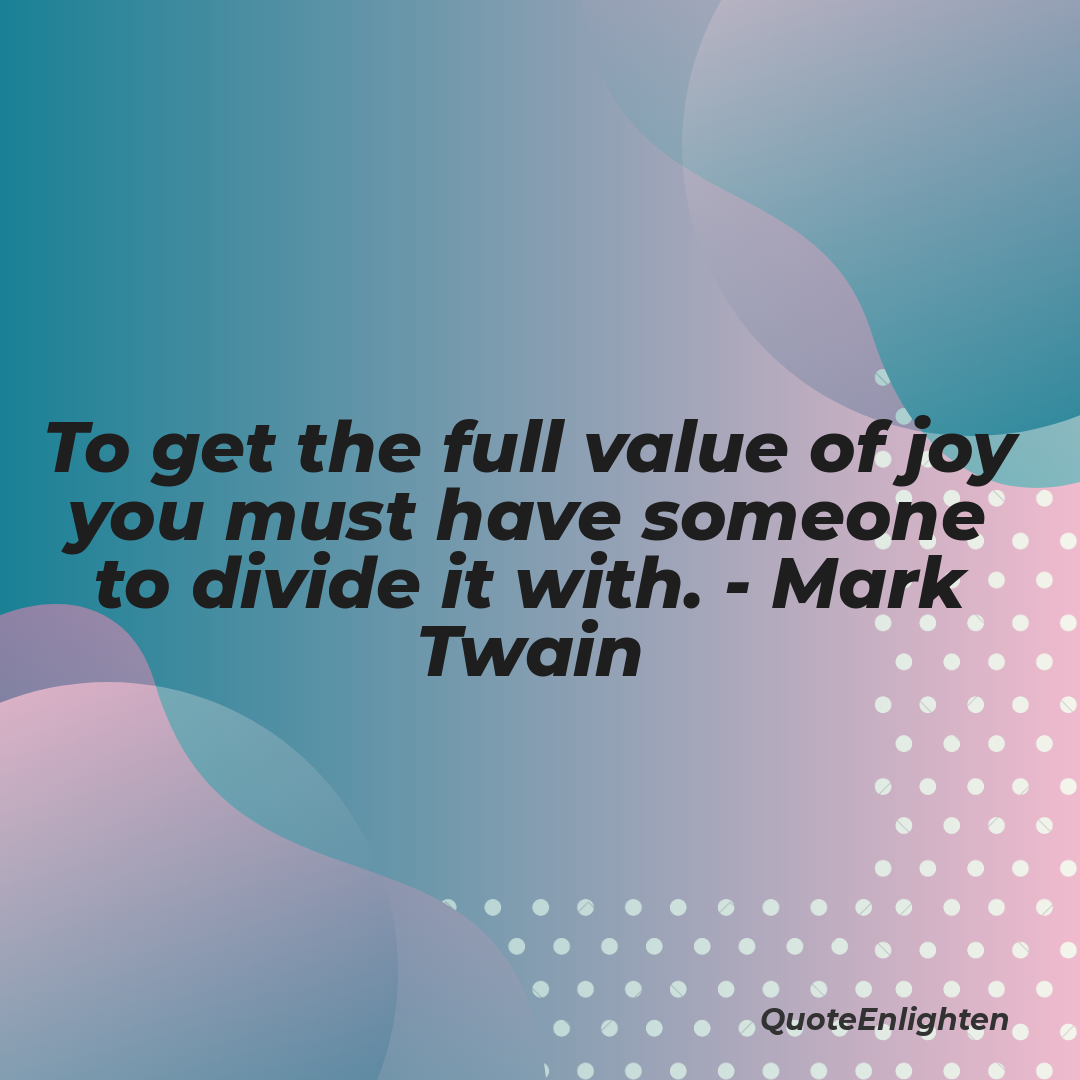 To get the full value of joy
you must have someone
to divide it with. - Mark
Twain
QuoteEnlighten